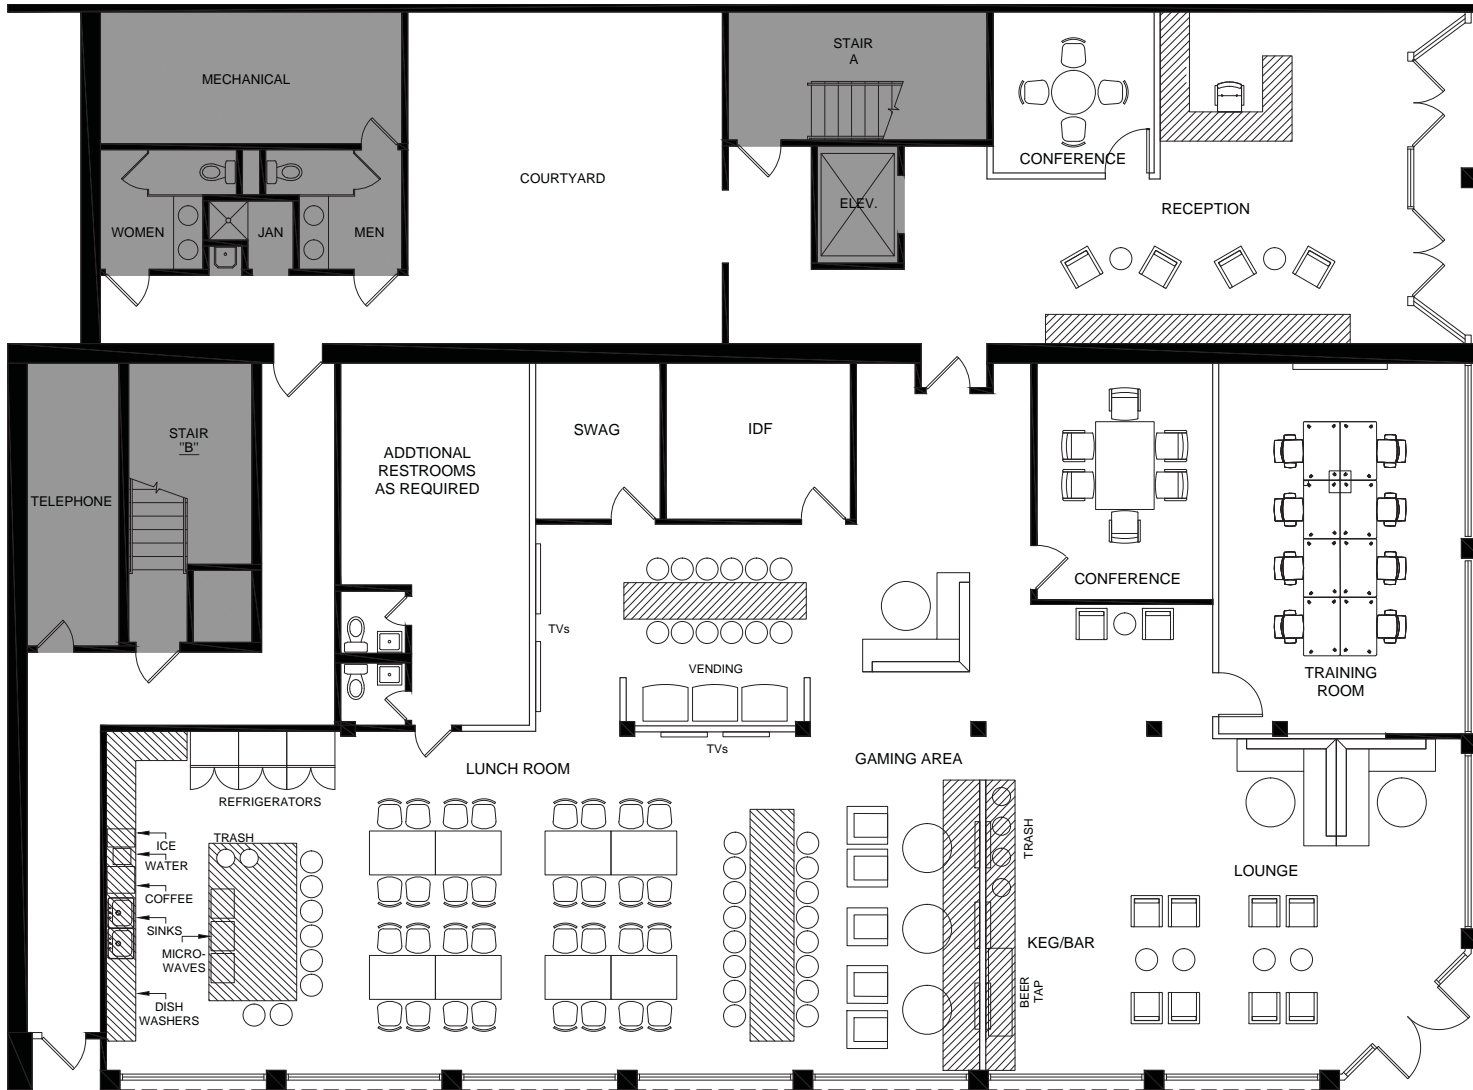 MECHANICAL
STAIR
A
CONFERENCE
COURTYARD
ELEV.
RECEPTION
WOMEN
JAN
MEN
STAIR
"B"
TELEPHONE
ADDTIONAL
RESTROOMS
AS REQUIRED
SWAG
IDF
CONFERENCE
TVs
VENDING
TRAINING
ROOM
TVs
LUNCH ROOM
GAMING AREA
REFRIGERATORS
TRASH
ICE
WATER
COFFEE
SINKS
MICRO-
WAVES
DISH
WASHERS
TRASH
LOUNGE
KEG/BAR
BEER
TAP